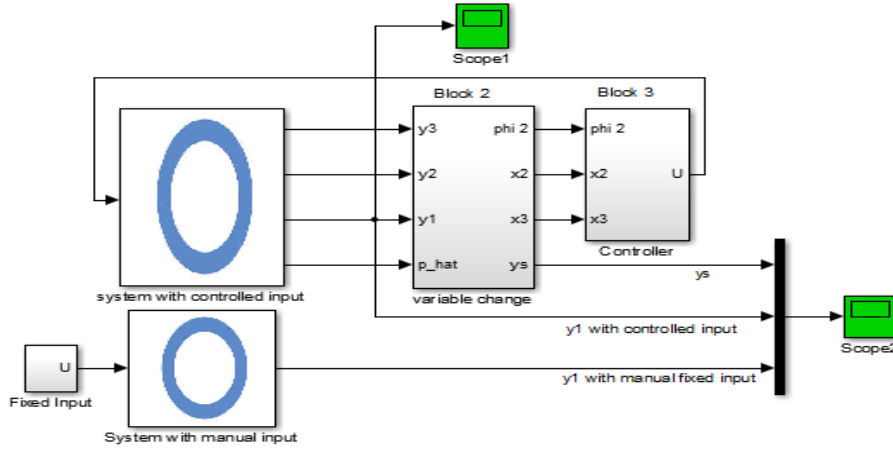 Scope1
Block 2
Block 3
y3
phi 2
phi 2
y2
x2
x2
U
y1
x3
x3
p_hat
ys
Controller
system with controlled input
variable change
ys
y1 with controlled input
Scope2
U
y1 with manual fixed input
Fixed Input
System with manual input